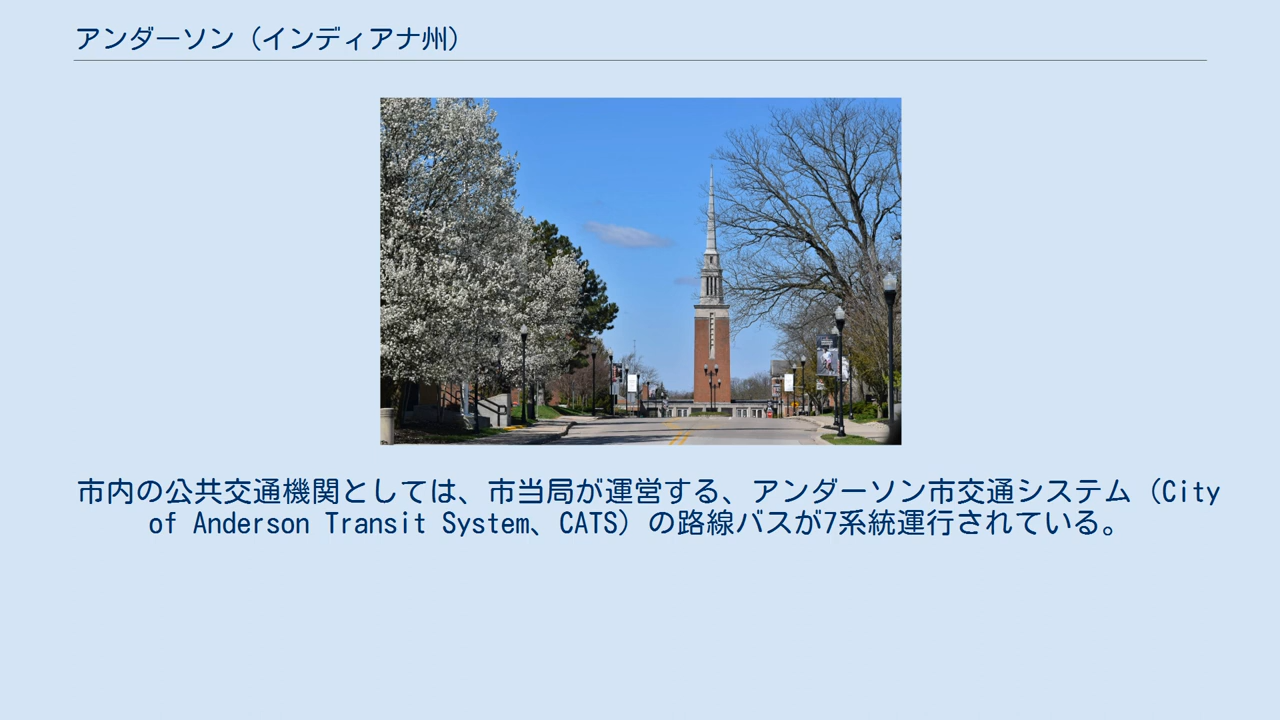 アンダーソン（インディアナ州）
市内の公共交通機関としては、市当局が運営する、アンダーソン市交通システム（City
of Anderson Transit System、CATS）の路線バスが7系統運行されている。